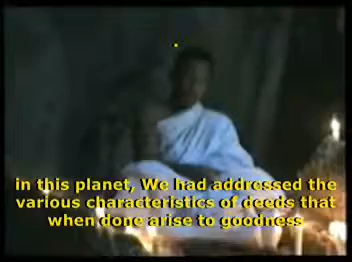 in this planet, We had addressed the
various characteristics of deeds that
when done arise to goodness